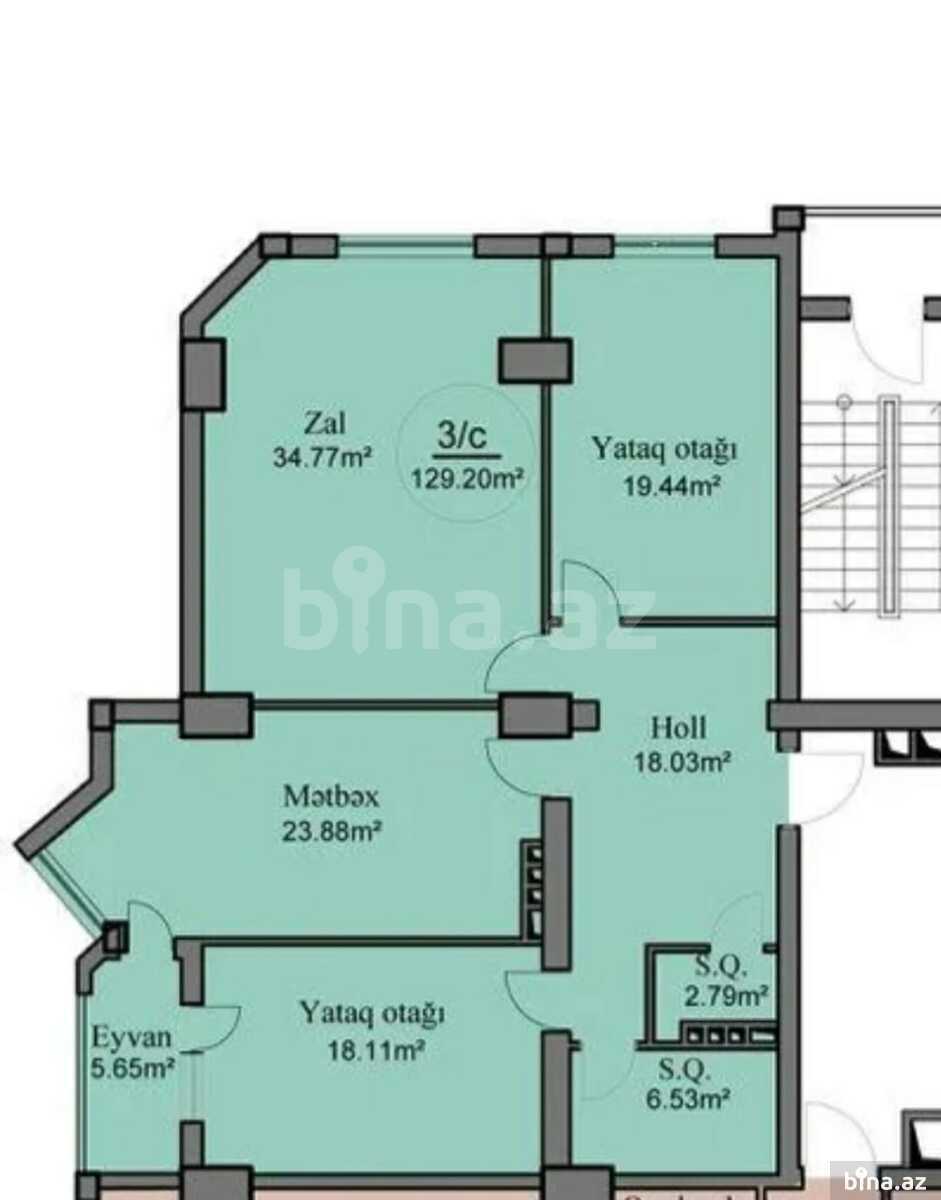 Zal
34.77m²
3/c
129.20m²
Yataq otağı
19.44m²
bina.az
Holl
18.03m²
Mətbəx
23.88m²
S.Q.
2.79m²
Yataq otağı
18.11m²
Eyvan
5.65m²
S.Q.
6.53m²
bina.az